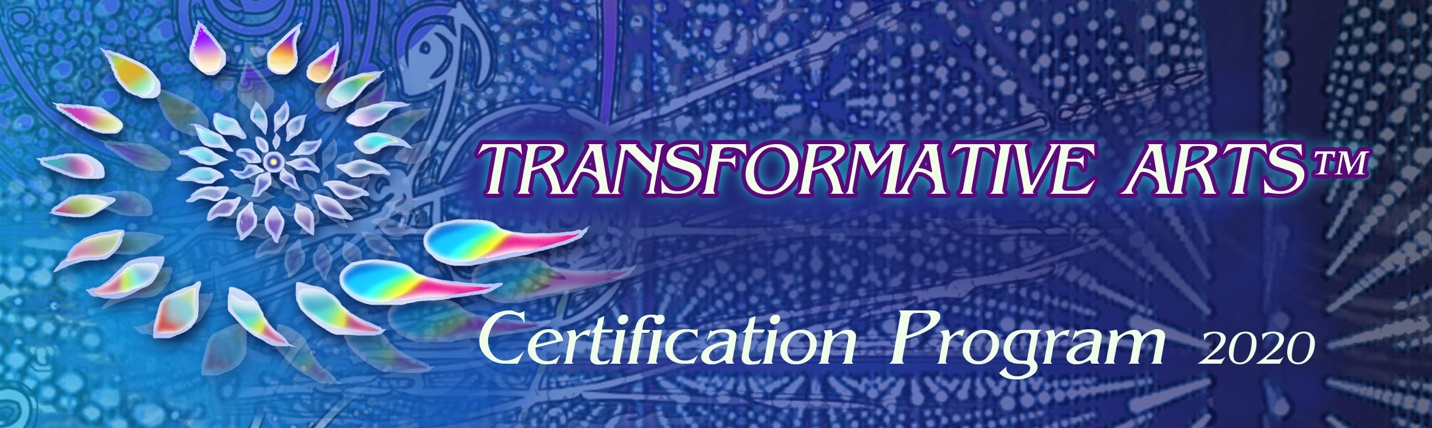 TRANSFORMATIVE ARTS™
Certification Program 2020